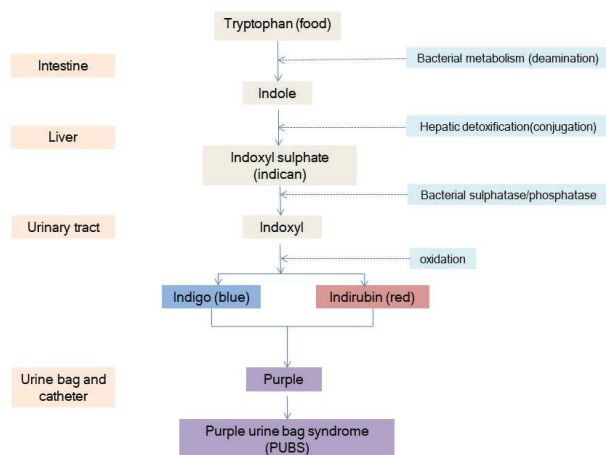 Tryptophan (food)
Intestine
Bacterial metabolism (deamination)
Indole
Liver
Hepatic detoxification(conjugation)
Indoxyl sulphate
(indican)
Bacterial sulphatase/phosphatase
Urinary tract
Indoxyl
oxidation
Indigo (blue)
Indirubin (red)
Urine bag and
catheter
Purple
Purple urine bag syndrome
(PUBS)